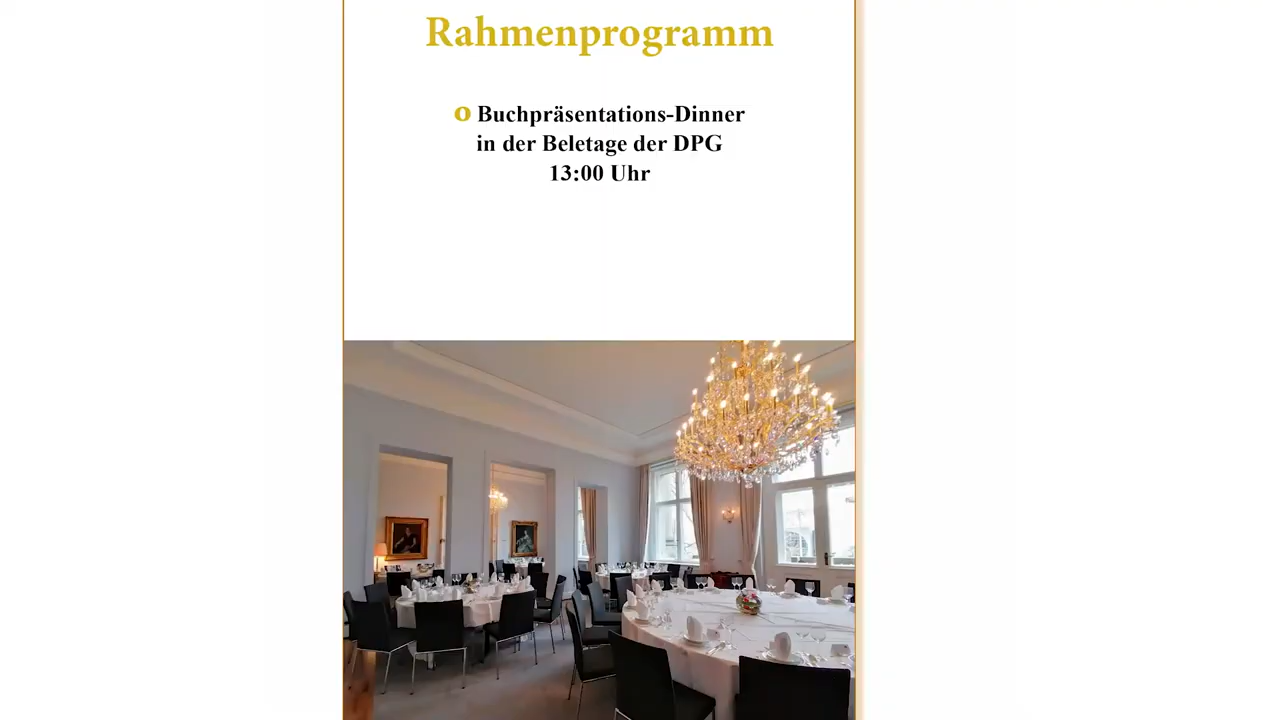 Rahmenprogramm
o Buchpräsentations-Dinner
in der Beletage der DPG
13:00 Uhr